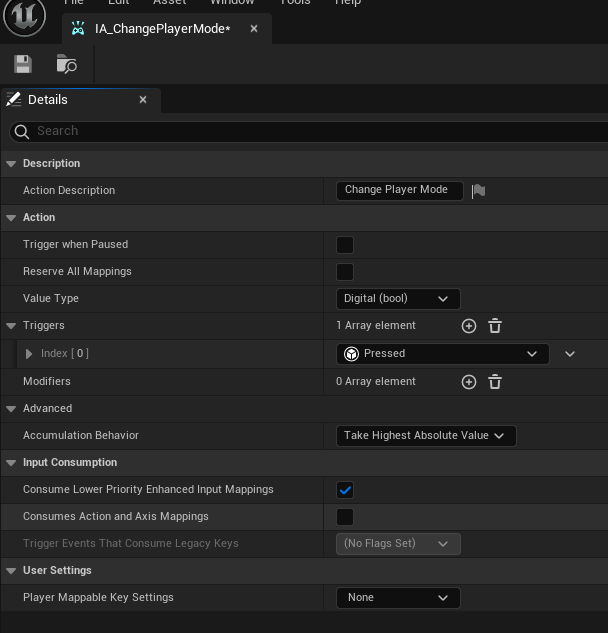 File Edit Asset Window Tools Help
IA_ChangePlayerMode*
Details
Search
Description
Action Description Change Player Mode
Action
Trigger when Paused
Reserve All Mappings
Value Type Digital (bool)
Triggers 1 Array element
Index [ 0 ] Pressed
Modifiers 0 Array element
Advanced
Accumulation Behavior Take Highest Absolute Value
Input Consumption
Consume Lower Priority Enhanced Input Mappings
Consumes Action and Axis Mappings
Trigger Events That Consume Legacy Keys (No Flags Set)
User Settings
Player Mappable Key Settings None